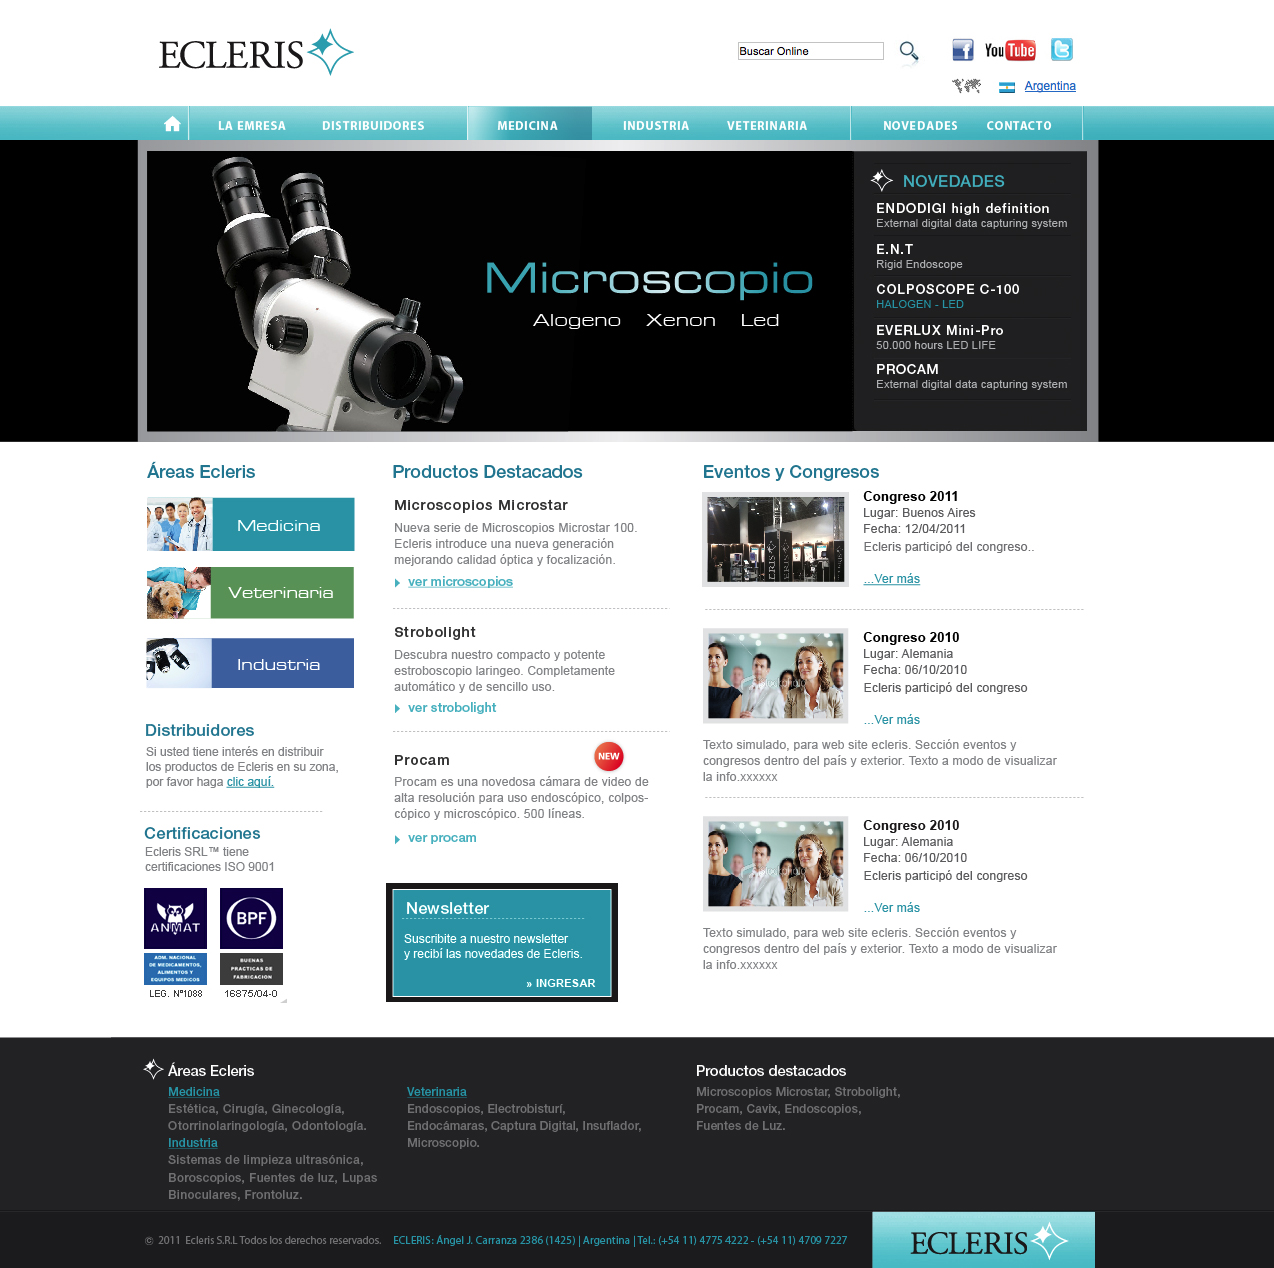 ECLERIS
Buscar Online
You Tube
Argentina
LA EMRESA
DISTRIBUIDORES
MEDICINA
INDUSTRIA
VETERINARIA
NOVEDADES
CONTACTO
Microscopio
Alogeno Xenon Led
NOVEDADES
ENDODIGI high definition
External digital data capturing system
E.N.T
Rigid Endoscope
COLPOSCOPE C-100
HALOGEN - LED
EVERLUX Mini-Pro
50.000 hours LED LIFE
PROCAM
External digital data capturing system
Áreas Ecleris
Medicina
Veterinaria
Industria
Distribuidores
Si usted tiene interés en distribuir
los productos de Ecleris en su zona,
por favor haga clic aquí.
Certificaciones
Ecleris SRL™ tiene
certificaciones ISO 9001
ANMAT
ADM. NACIONAL
DE MEDICAMENTOS,
ALIMENTOS Y
EQUIPOS MEDICOS
LEG. Nº1088
BPF
BUENAS
PRACTICAS DE
FABRICACION
16875/04-0
Productos Destacados
Microscopios Microstar
Nueva serie de Microscopios Microstar 100.
Ecleris introduce una nueva generación
mejorando calidad óptica y focalización.
ver microscopios
Strobolight
Descubra nuestro compacto y potente
estroboscopio laringeo. Completamente
automático y de sencillo uso.
ver strobolight
Procam
NEW
Procam es una novedosa cámara de video de
alta resolución para uso endoscópico, colpos-
cópico y microscópico. 500 líneas.
ver procam
Newsletter
Suscribite a nuestro newsletter
y recibí las novedades de Ecleris.
» INGRESAR
Eventos y Congresos
ECLERIS
Congreso 2011
Lugar: Buenos Aires
Fecha: 12/04/2011
Ecleris participó del congreso..
...Ver más
Congreso 2010
Lugar: Alemania
Fecha: 06/10/2010
Ecleris participó del congreso
...Ver más
Texto simulado, para web site ecleris. Sección eventos y
congresos dentro del país y exterior. Texto a modo de visualizar
la info.xxxxxx
Congreso 2010
Lugar: Alemania
Fecha: 06/10/2010
Ecleris participó del congreso
...Ver más
Texto simulado, para web site ecleris. Sección eventos y
congresos dentro del país y exterior. Texto a modo de visualizar
la info.xxxxxx
Áreas Ecleris
Medicina
Estética, Cirugía, Ginecología,
Otorrinolaringología, Odontología.
Industria
Sistemas de limpieza ultrasónica,
Boroscopios, Fuentes de luz, Lupas
Binoculares, Frontoluz.
Veterinaria
Endoscopios, Electrobisturí,
Endocámaras, Captura Digital, Insuflador,
Microscopio.
Productos destacados
Microscopios Microstar, Strobolight,
Procam, Cavix, Endoscopios,
Fuentes de Luz.
© 2011 Ecleris S.R.L Todos los derechos reservados.
ECLERIS: Ángel J. Carranza 2386 (1425) | Argentina | Tel.: (+54 11) 4775 4222 - (+54 11) 4709 7227
ECLERIS